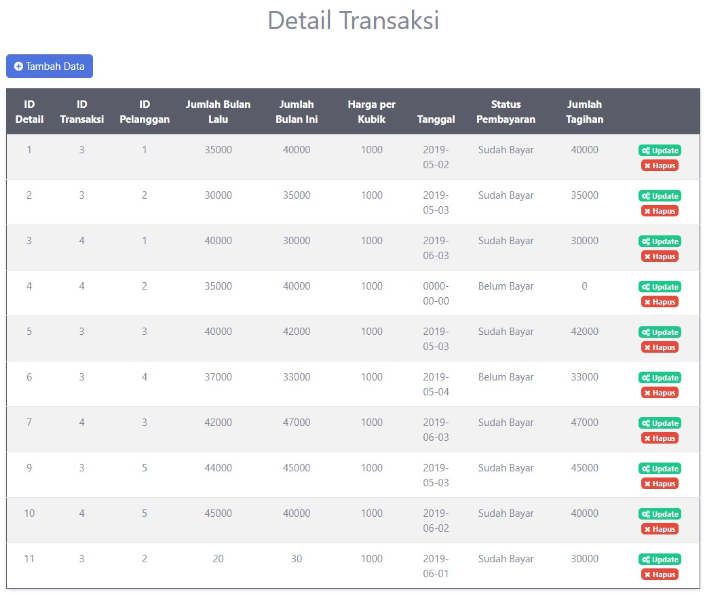 Detail Transaksi
Tambah Data
ID Detail ID Transaksi ID Pelanggan Jumlah Bulan Lalu Jumlah Bulan Ini Harga per Kubik Tanggal Status Pembayaran Jumlah Tagihan
1 3 1 35000 40000 1000 2019-05-02 Sudah Bayar 40000 Update Hapus
2 3 2 30000 35000 1000 2019-05-03 Sudah Bayar 35000 Update Hapus
3 4 1 40000 30000 1000 2019-06-03 Sudah Bayar 30000 Update Hapus
4 4 2 35000 40000 1000 0000-00-00 Belum Bayar 0 Update Hapus
5 3 3 40000 42000 1000 2019-05-03 Sudah Bayar 42000 Update Hapus
6 3 4 37000 33000 1000 2019-05-04 Belum Bayar 33000 Update Hapus
7 4 3 42000 47000 1000 2019-06-03 Sudah Bayar 47000 Update Hapus
9 3 5 44000 45000 1000 2019-05-03 Sudah Bayar 45000 Update Hapus
10 4 5 45000 40000 1000 2019-06-02 Sudah Bayar 40000 Update Hapus
11 3 2 20 30 1000 2019-06-01 Sudah Bayar 30000 Update Hapus